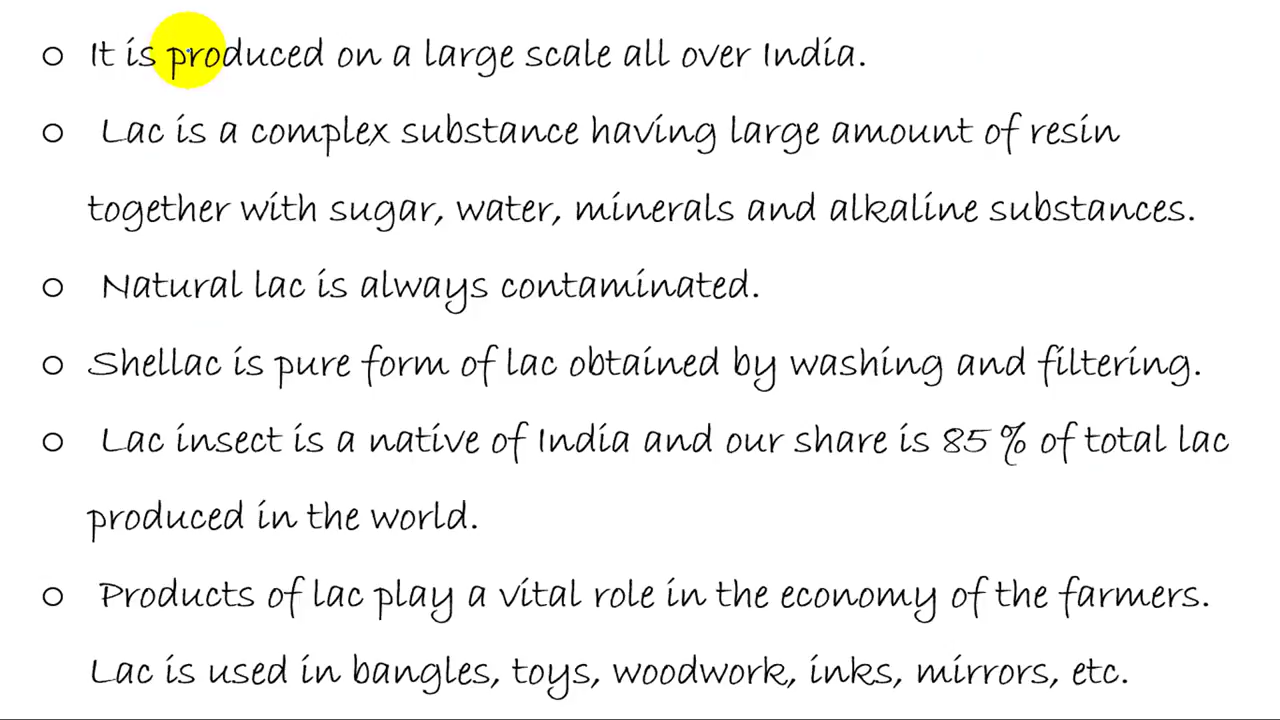 o It is produced on a large scale all over India.
o Lac is a complex substance having large amount of resin
together with sugar, water, minerals and alkaline substances.
o Natural lac is always contaminated.
o Shellac is pure form of lac obtained by washing and filtering.
o Lac insect is a native of India and our share is 85 % of total lac
produced in the world.
o Products of lac play a vital role in the economy of the farmers.
Lac is used in bangles, toys, woodwork, inks, mirrors, etc.